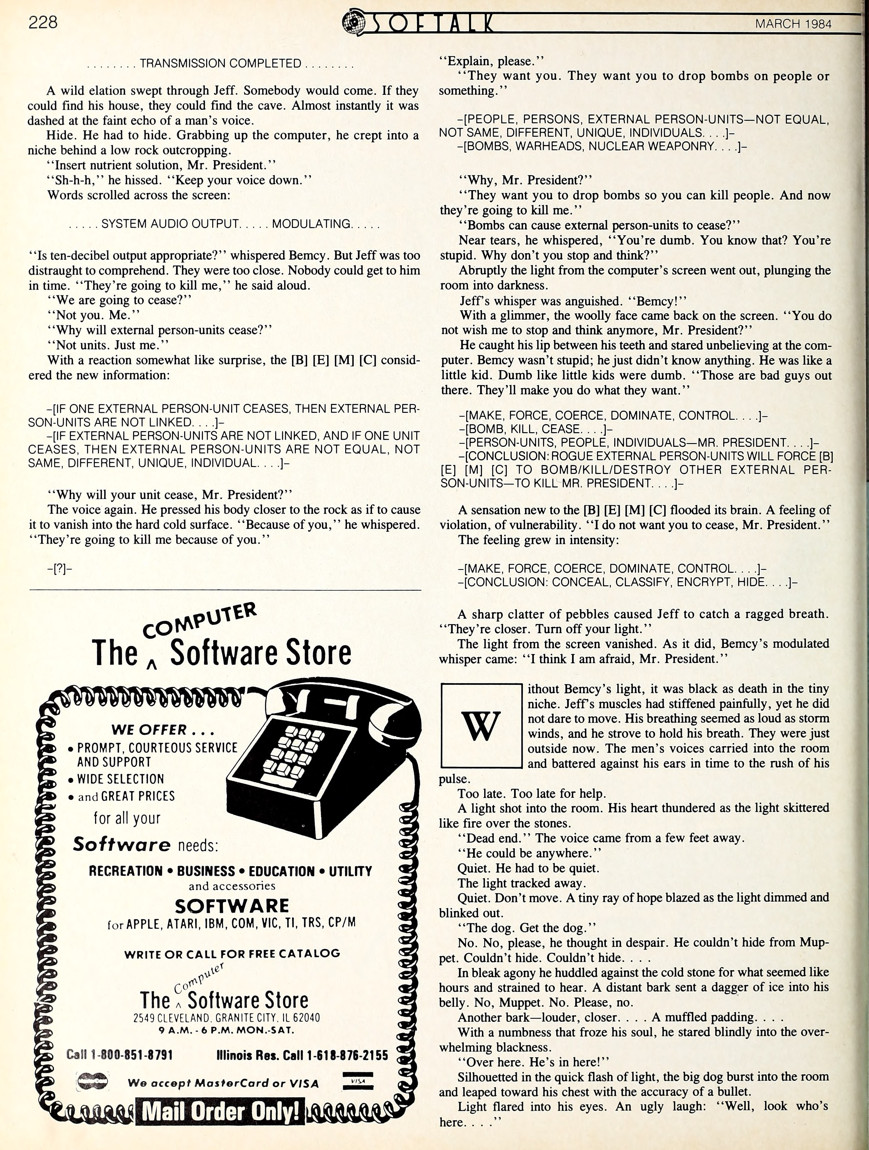 228
SOFTALK
MARCH 1984
. . . . . . . . TRANSMISSION COMPLETED . . . . . . . .
A wild elation swept through Jeff. Somebody would come. If they
could find his house, they could find the cave. Almost instantly it was
dashed at the faint echo of a man's voice.
Hide. He had to hide. Grabbing up the computer, he crept into a
niche behind a low rock outcropping.
"Insert nutrient solution, Mr. President."
"Sh-h-h," he hissed. "Keep your voice down."
Words scrolled across the screen:
. . . . . SYSTEM AUDIO OUTPUT. . . . . MODULATING. . . . .
"Is ten-decibel output appropriate?" whispered Bemcy. But Jeff was too
distraught to comprehend. They were too close. Nobody could get to him
in time. "They're going to kill me," he said aloud.
"We are going to cease?"
"Not you. Me."
"Why will external person-units cease?"
"Not units. Just me."
With a reaction somewhat like surprise, the [B] [E] [M] [C] consid-
ered the new information:
–[IF ONE EXTERNAL PERSON-UNIT CEASES, THEN EXTERNAL PER-
SON-UNITS ARE NOT LINKED. . . .]–
–[IF EXTERNAL PERSON-UNITS ARE NOT LINKED, AND IF ONE UNIT
CEASES, THEN EXTERNAL PERSON-UNITS ARE NOT EQUAL, NOT
SAME, DIFFERENT, UNIQUE, INDIVIDUAL. . . .]–
"Why will your unit cease, Mr. President?"
The voice again. He pressed his body closer to the rock as if to cause
it to vanish into the hard cold surface. "Because of you," he whispered.
"They're going to kill me because of you."
–[?]–
COMPUTER
The ^ Software Store
WE OFFER . . .
• PROMPT, COURTEOUS SERVICE
AND SUPPORT
• WIDE SELECTION
• and GREAT PRICES
for all your
Software needs:
RECREATION • BUSINESS • EDUCATION • UTILITY
and accessories
SOFTWARE
for APPLE, ATARI, IBM, COM, VIC, TI, TRS, CP/M
WRITE OR CALL FOR FREE CATALOG
Computer
The ^ Software Store
2549 CLEVELAND, GRANITE CITY, IL 62040
9 A.M. - 6 P.M. MON.-SAT.
Call 1-800-851-8791 Illinois Res. Call 1-618-876-2155
We accept MasterCard or VISA
VISA
Mail Order Only!
"Explain, please."
"They want you. They want you to drop bombs on people or
something."
–[PEOPLE, PERSONS, EXTERNAL PERSON-UNITS—NOT EQUAL,
NOT SAME, DIFFERENT, UNIQUE, INDIVIDUALS. . . .]–
–[BOMBS, WARHEADS, NUCLEAR WEAPONRY. . . .]–
"Why, Mr. President?"
"They want you to drop bombs so you can kill people. And now
they're going to kill me."
"Bombs can cause external person-units to cease?"
Near tears, he whispered, "You're dumb. You know that? You're
stupid. Why don't you stop and think?"
Abruptly the light from the computer's screen went out, plunging the
room into darkness.
Jeff's whisper was anguished. "Bemcy!"
With a glimmer, the woolly face came back on the screen. "You do
not wish me to stop and think anymore, Mr. President?"
He caught his lip between his teeth and stared unbelieving at the com-
puter. Bemcy wasn't stupid; he just didn't know anything. He was like a
little kid. Dumb like little kids were dumb. "Those are bad guys out
there. They'll make you do what they want."
–[MAKE, FORCE, COERCE, DOMINATE, CONTROL. . . .]–
–[BOMB, KILL, CEASE. . . .]–
–[PERSON-UNITS, PEOPLE, INDIVIDUALS—MR. PRESIDENT. . . .]–
–[CONCLUSION: ROGUE EXTERNAL PERSON-UNITS WILL FORCE [B]
[E] [M] [C] TO BOMB/KILL/DESTROY OTHER EXTERNAL PER-
SON-UNITS—TO KILL MR. PRESIDENT. . . .]–
A sensation new to the [B] [E] [M] [C] flooded its brain. A feeling of
violation, of vulnerability. "I do not want you to cease, Mr. President."
The feeling grew in intensity:
–[MAKE, FORCE, COERCE, DOMINATE, CONTROL. . . .]–
–[CONCLUSION: CONCEAL, CLASSIFY, ENCRYPT, HIDE. . . .]–
A sharp clatter of pebbles caused Jeff to catch a ragged breath.
"They're closer. Turn off your light."
The light from the screen vanished. As it did, Bemcy's modulated
whisper came: "I think I am afraid, Mr. President."
Without Bemcy's light, it was black as death in the tiny
niche. Jeff's muscles had stiffened painfully, yet he did
not dare to move. His breathing seemed as loud as storm
winds, and he strove to hold his breath. They were just
outside now. The men's voices carried into the room
and battered against his ears in time to the rush of his
pulse.
Too late. Too late for help.
A light shot into the room. His heart thundered as the light skittered
like fire over the stones.
"Dead end." The voice came from a few feet away.
"He could be anywhere."
Quiet. He had to be quiet.
The light tracked away.
Quiet. Don't move. A tiny ray of hope blazed as the light dimmed and
blinked out.
"The dog. Get the dog."
No. No, please, he thought in despair. He couldn't hide from Mup-
pet. Couldn't hide. Couldn't hide. . . .
In bleak agony he huddled against the cold stone for what seemed like
hours and strained to hear. A distant bark sent a dagger of ice into his
belly. No, Muppet. No. Please, no.
Another bark—louder, closer. . . . A muffled padding. . . .
With a numbness that froze his soul, he stared blindly into the over-
whelming blackness.
"Over here. He's in here!"
Silhouetted in the quick flash of light, the big dog burst into the room
and leaped toward his chest with the accuracy of a bullet.
Light flared into his eyes. An ugly laugh: "Well, look who's
here. . . ."